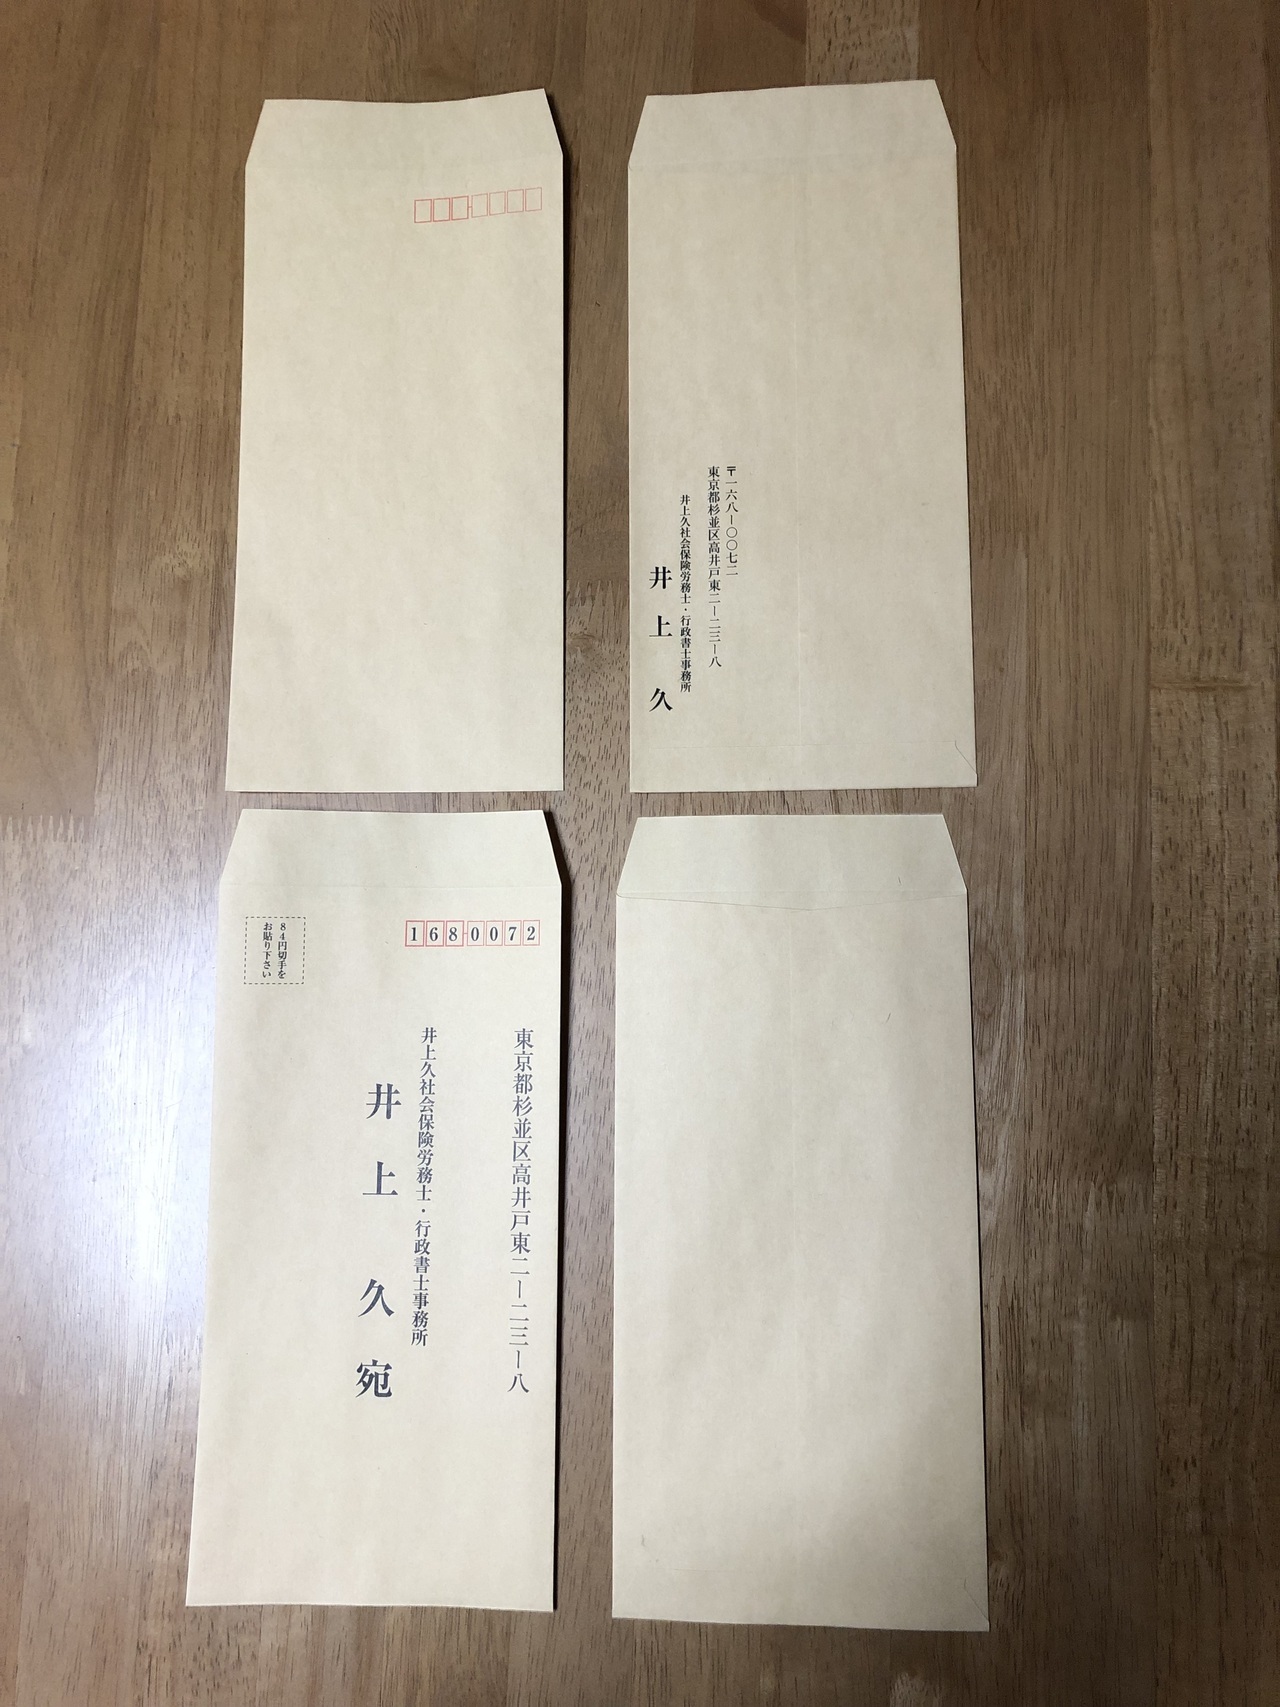 〒一六八－〇〇七二
東京都杉並区高井戸東二－二三－八
井上久社会保険労務士・行政書士事務所
井上久
1680072
84円切手を
お貼り下さい
東京都杉並区高井戸東二－二三－八
井上久社会保険労務士・行政書士事務所
井上久宛